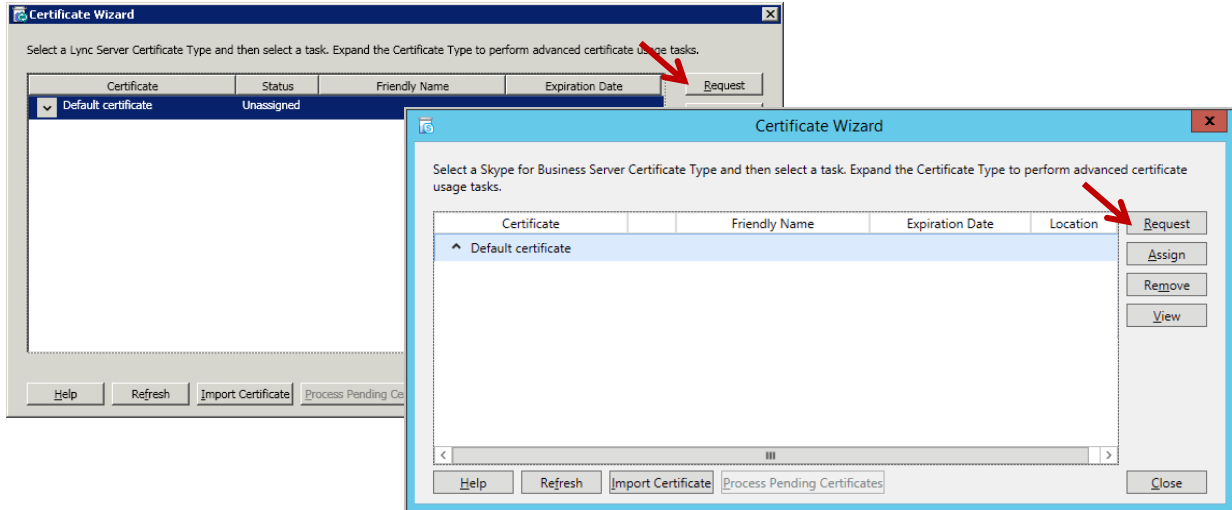 Certificate Wizard
Select a Lync Server Certificate Type and then select a task. Expand the Certificate Type to perform advanced certificate usage tasks.
Certificate Status Friendly Name Expiration Date Request
Default certificate Unassigned
Help Refresh Import Certificate Process Pending Ce
Certificate Wizard
Select a Skype for Business Server Certificate Type and then select a task. Expand the Certificate Type to perform advanced certificate
usage tasks.
Certificate Friendly Name Expiration Date Location Request
Default certificate
Assign
Remove
View
Help Refresh Import Certificate Process Pending Certificates Close